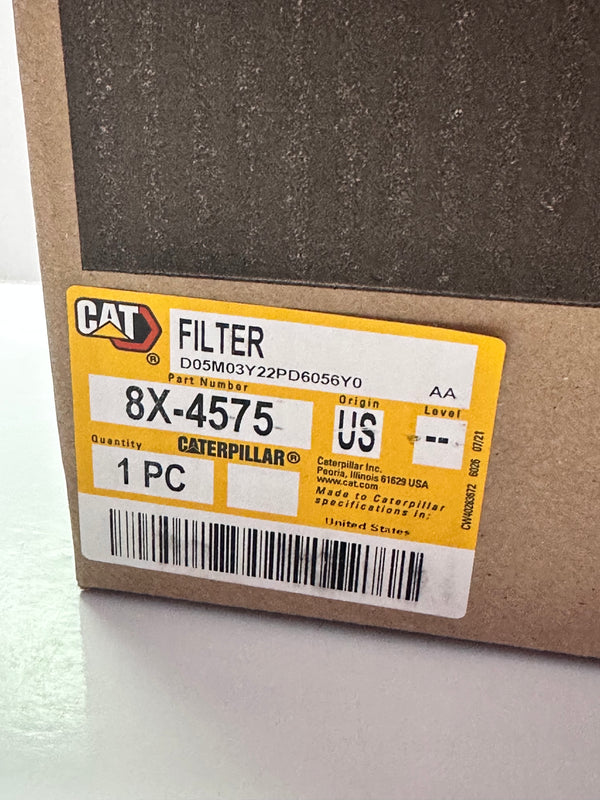 CAT®
FILTER
D05M03Y22PD6056Y0
AA
Part Number
8X-4575
Origin
US
Level
--
Quantity
1 PC
CATERPILLAR®
Caterpillar Inc.
Peoria, Illinois 61629 USA
www.cat.com
Made to Caterpillar
specifications in:
United States
CW40283672 6026 07/21